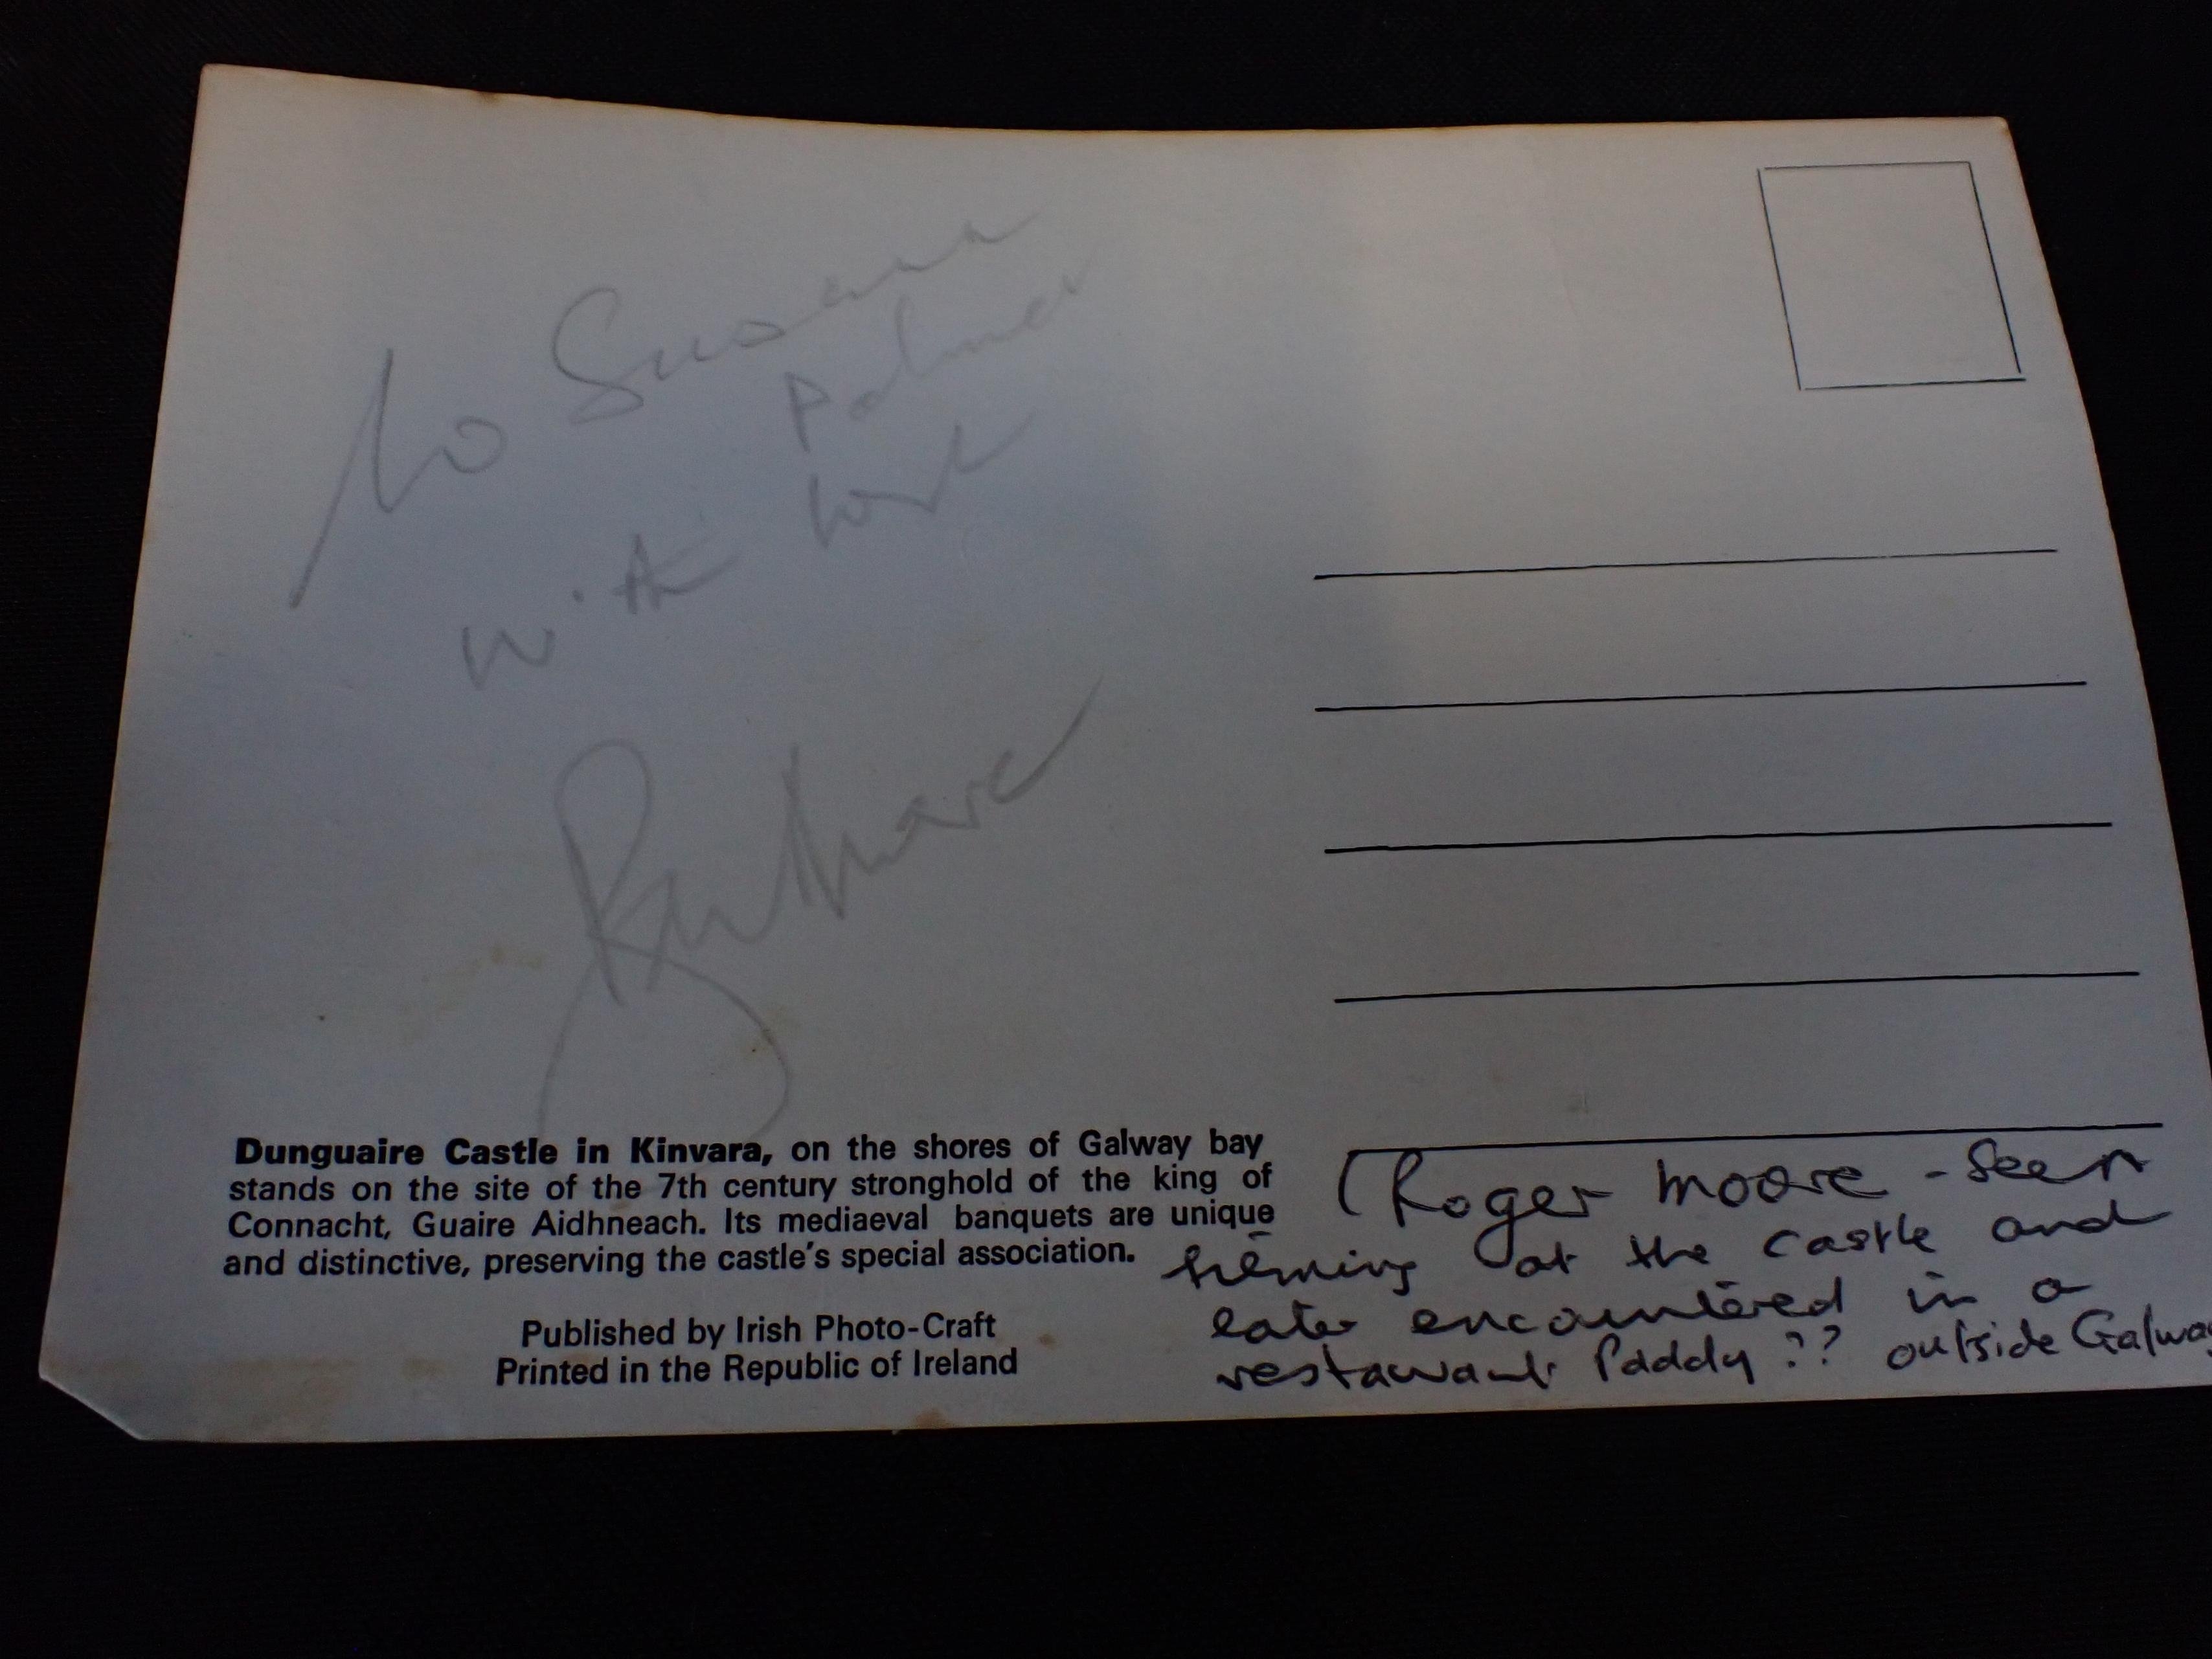 to Susanna
Palmer
with
Dunguaire Castle in Kinvara, on the shores of Galway bay
stands on the site of the 7th century stronghold of the king of
Connacht, Guaire Aidhneach. Its mediaeval banquets are unique
and distinctive, preserving the castle's special association.
Published by Irish Photo-Craft
Printed in the Republic of Ireland
(Roger Moore - seen
at the castle and
later encountered in a
restaurant Paddy ?? outside Galway